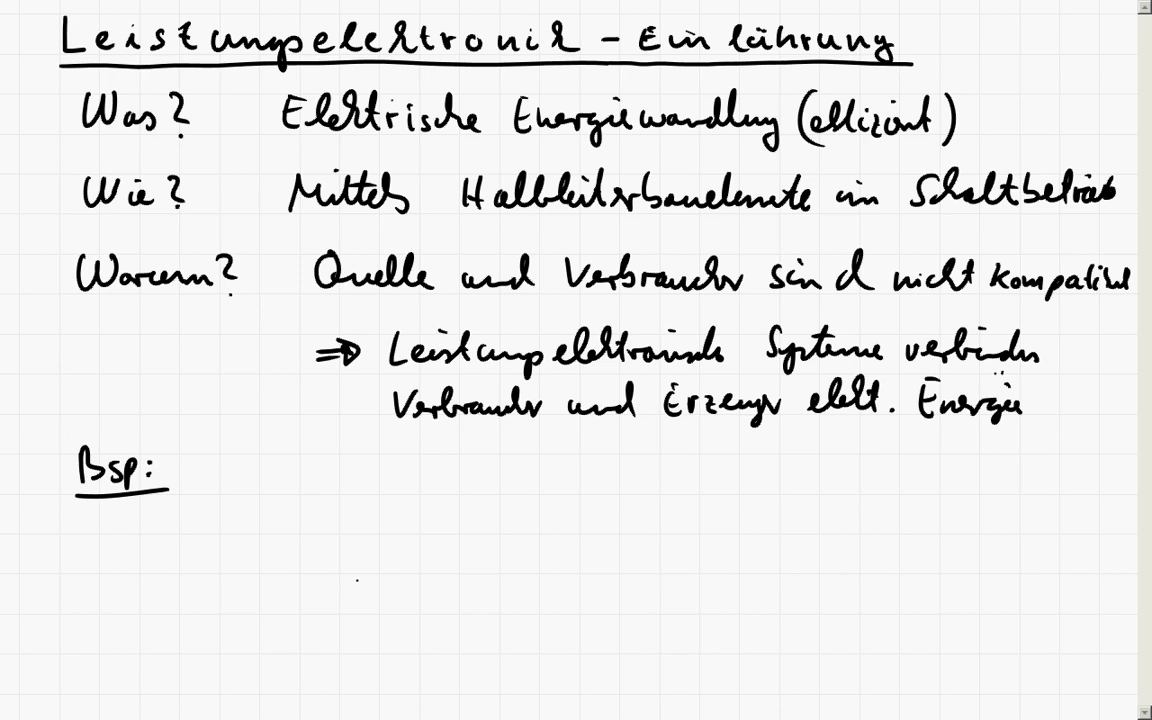 Leistungselektronik - Einführung
Was? Elektrische Energiewandlung (effizient)
Wie? Mittels Halbleiterbauelemente im Schaltbetrieb
Warum? Quelle und Verbraucher sind nicht kompatibel
⇒ Leistungselektronische Systeme verbinden
Verbraucher und Erzeuger elekt. Energie
Bsp: